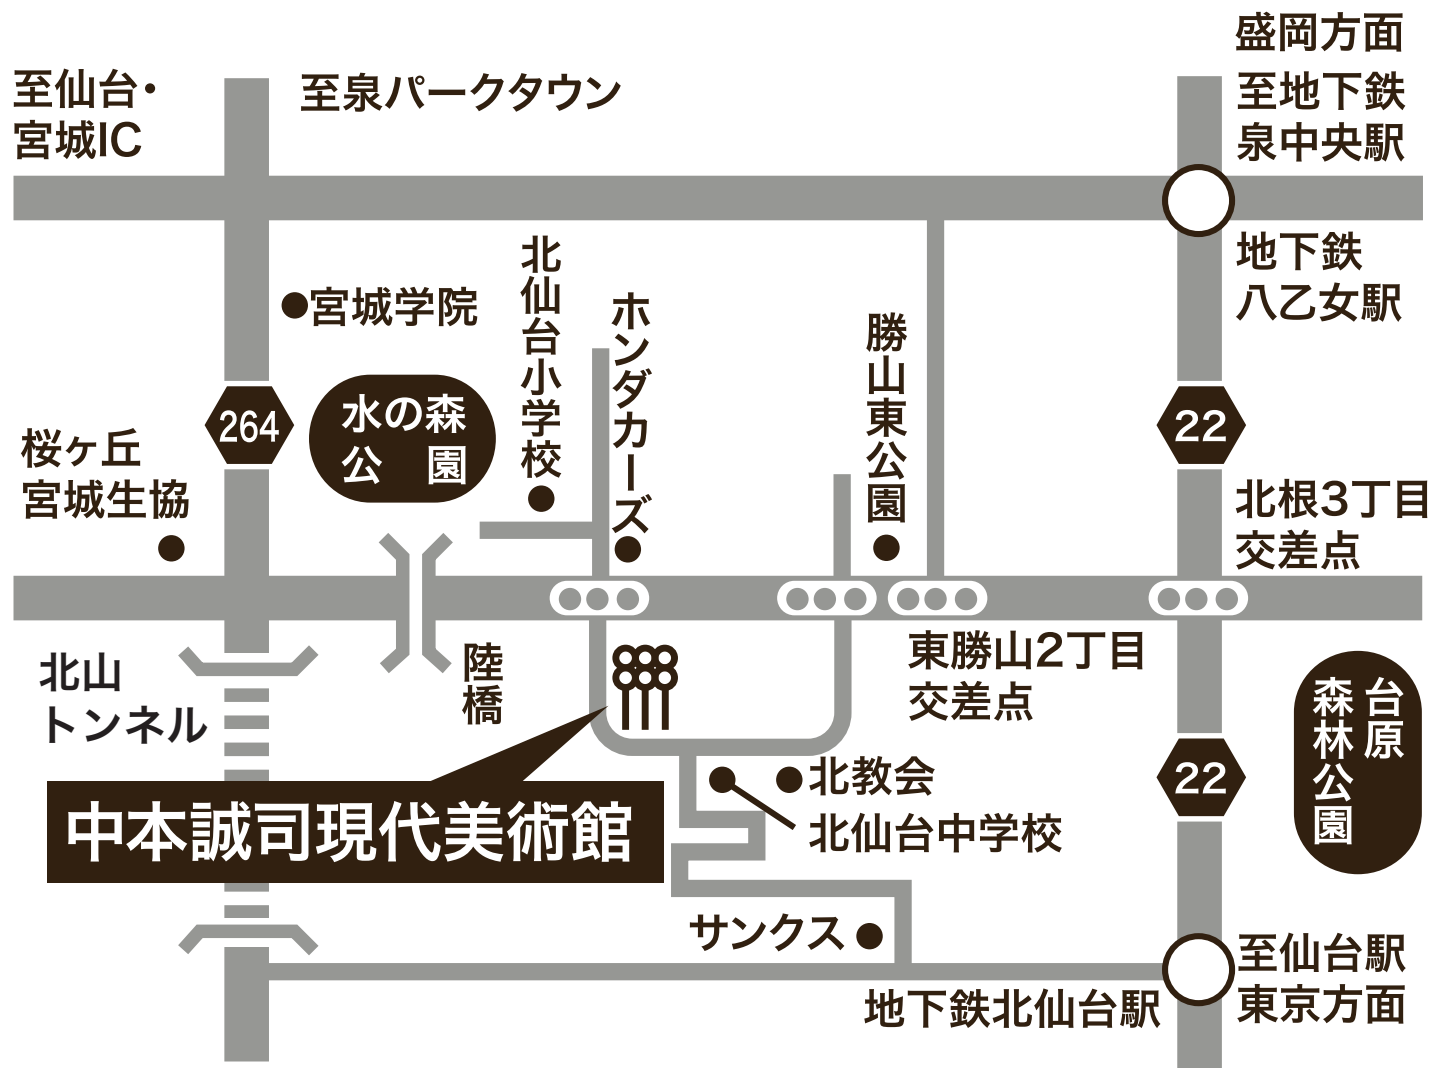 盛岡方面
至仙台・
宮城IC
至泉パークタウン
至地下鉄
泉中央駅
地下鉄
八乙女駅
宮城学院
北仙台小学校
ホンダカーズ
勝山東公園
264
水の森
公　園
22
桜ヶ丘
宮城生協
北根3丁目
交差点
北山
トンネル
陸橋
東勝山2丁目
交差点
台原
森林公園
22
北教会
北仙台中学校
中本誠司現代美術館
サンクス
地下鉄北仙台駅
至仙台駅
東京方面